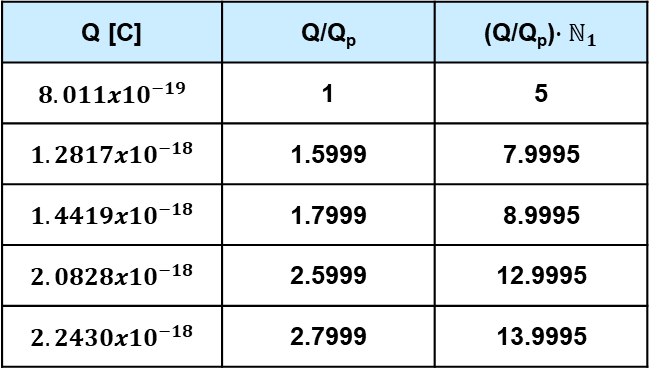 Q [C] Q/Qₚ (Q/Qₚ)· ℕ₁
8.011x10⁻¹⁹ 1 5
1.2817x10⁻¹⁸ 1.5999 7.9995
1.4419x10⁻¹⁸ 1.7999 8.9995
2.0828x10⁻¹⁸ 2.5999 12.9995
2.2430x10⁻¹⁸ 2.7999 13.9995